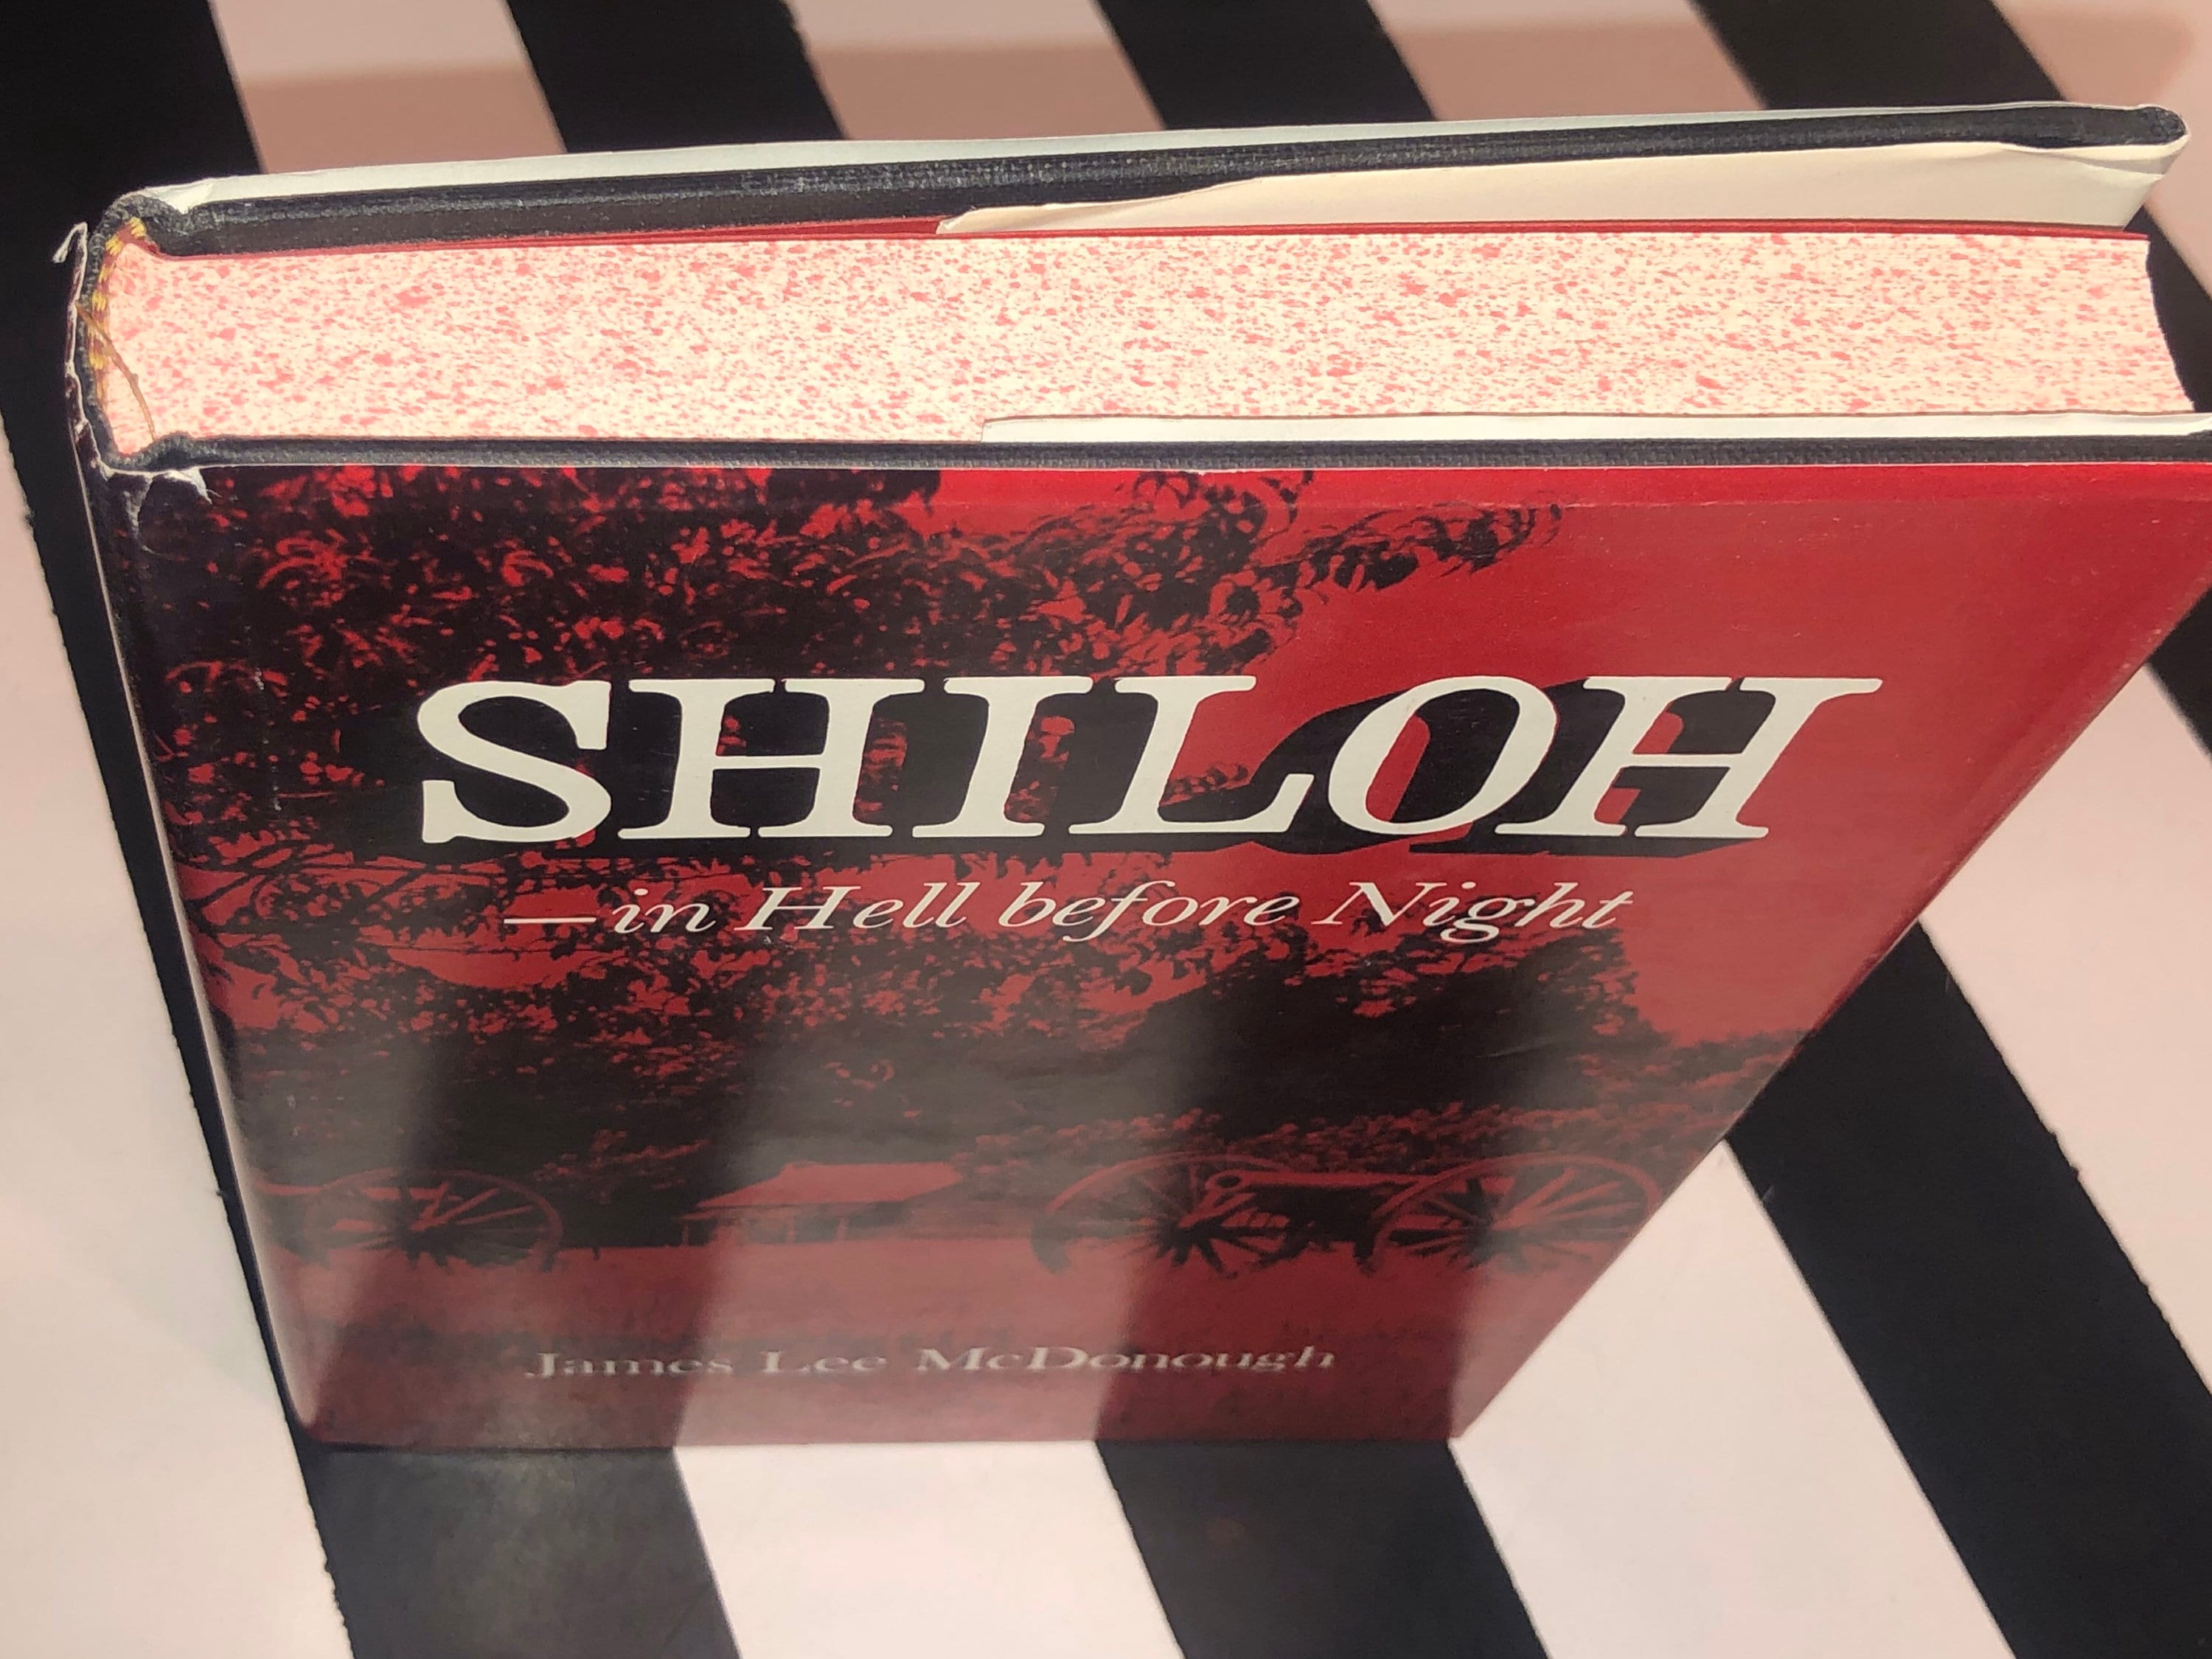 SHILOH
—in Hell before Night
James Lee McDonough